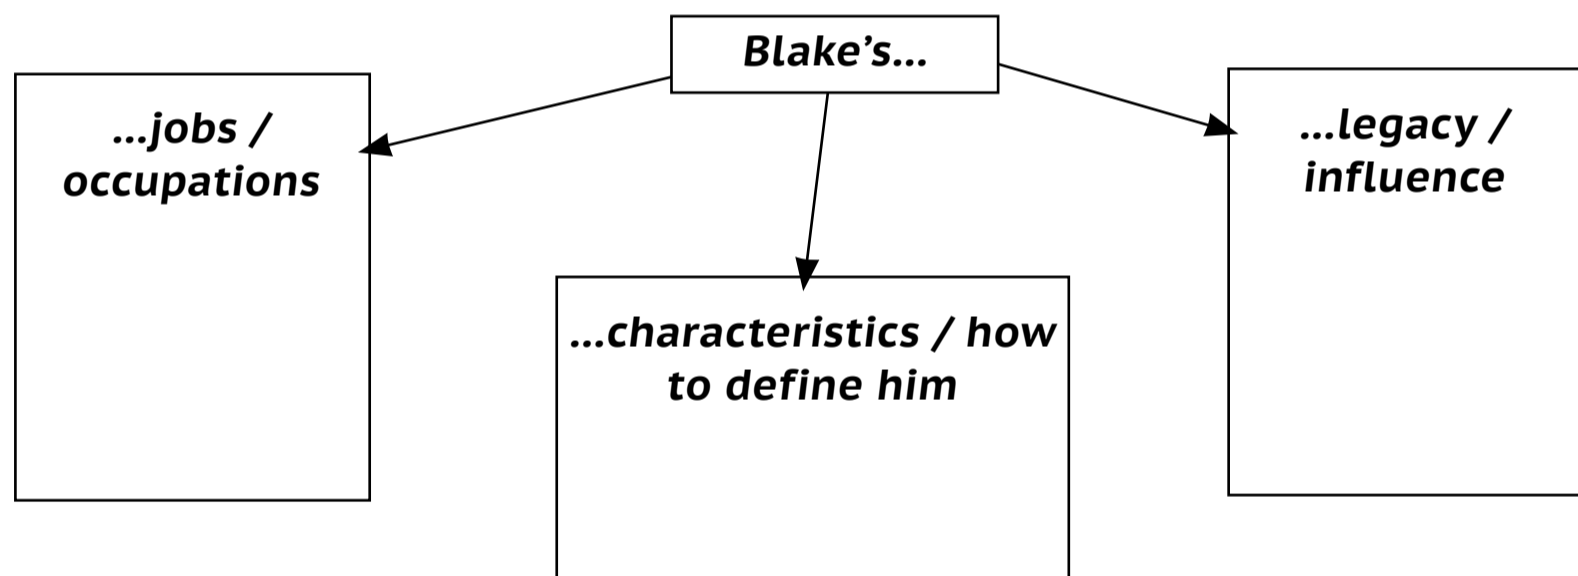 Blake’s...
...jobs /
occupations
...characteristics / how
to define him
...legacy /
influence